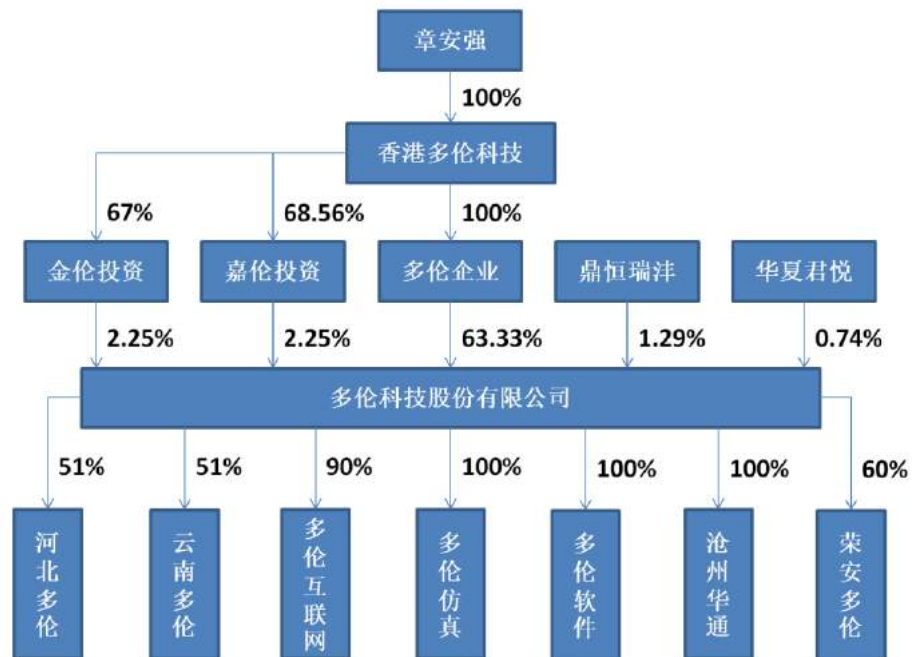 章安强
100%
香港多伦科技
67%
68.56%
100%
金伦投资
嘉伦投资
多伦企业
鼎恒瑞沣
华夏君悦
2.25%
2.25%
63.33%
1.29%
0.74%
多伦科技股份有限公司
51%
51%
90%
100%
100%
100%
60%
河北多伦
云南多伦
多伦互联网
多伦仿真
多伦软件
沧州华通
荣安多伦